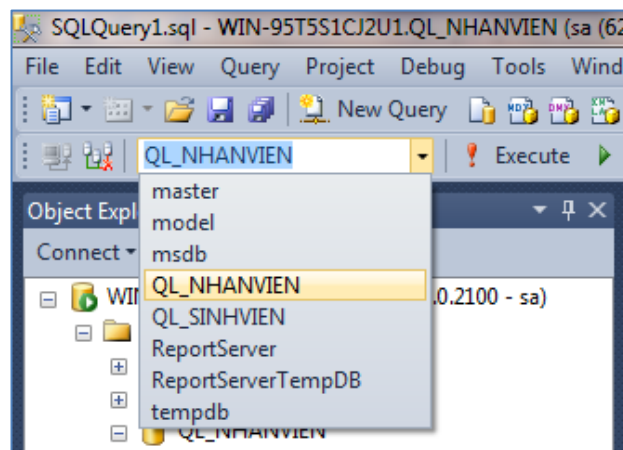 SQLQuery1.sql - WIN-95T5S1CJ2U1.QL_NHANVIEN (sa (62
File Edit View Query Project Debug Tools Wind
New Query
QL_NHANVIEN
Execute
master
model
msdb
QL_NHANVIEN
QL_SINHVIEN
ReportServer
ReportServerTempDB
tempdb
Object Expl
Connect
WIN .0.2100 - sa)
QL_NHANVIEN